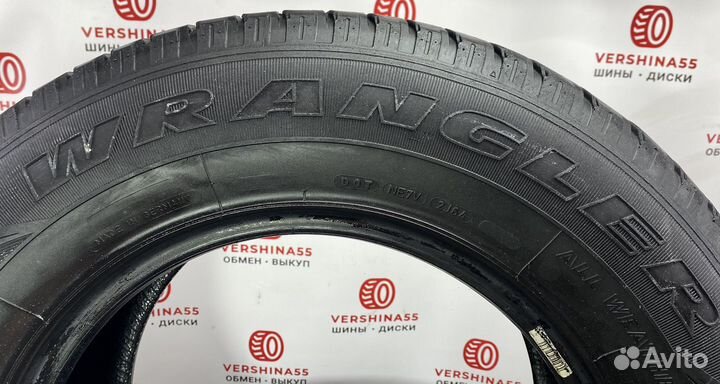 VERSHINA55
ШИНЫ • ДИСКИ
VERSHINA55
ШИНЫ • ДИСКИ
VERSHINA55
ОБМЕН • ВЫКУП
WRANGLER
MADE IN GERMANY
DOT
ALL WEA
VERSHINA55
ОБМЕН • ВЫКУП
VERSHINA55
ШИНЫ • ДИСКИ
VERSHINA55
ДИСКИ
VERSHINA55
ОБМЕН • ВЫКУП
Avito